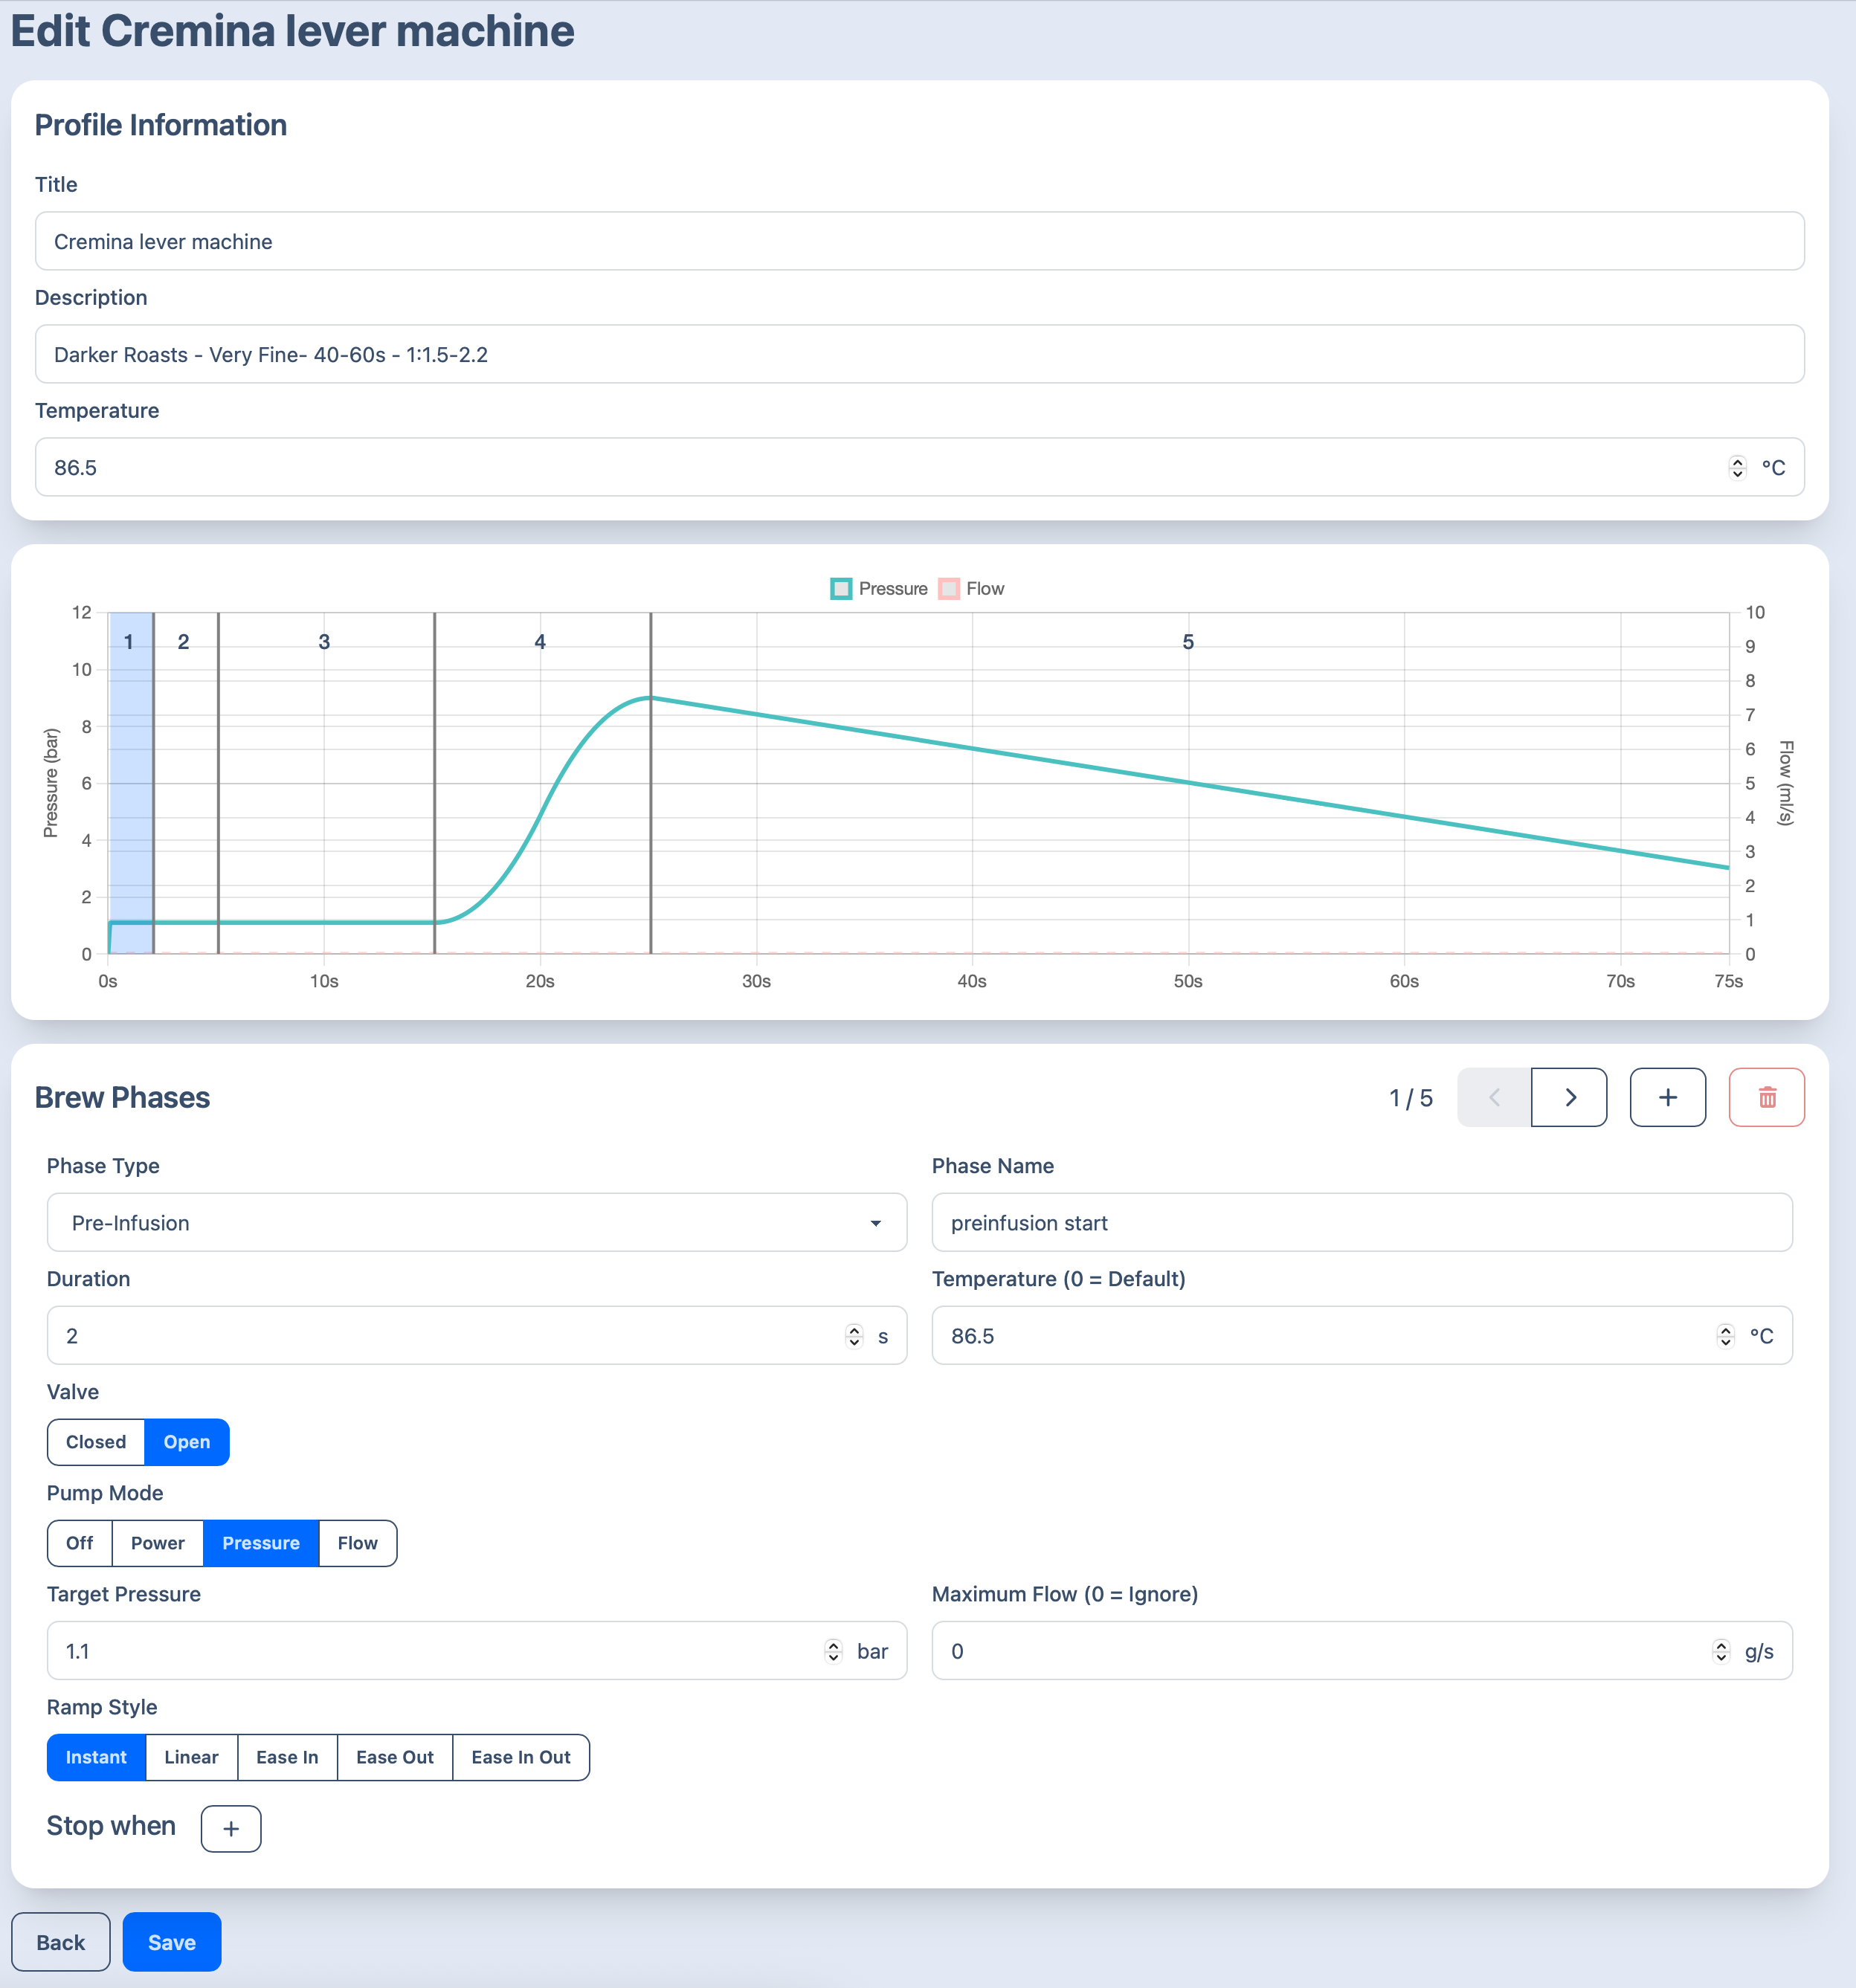 Edit Cremina lever machine
Profile Information
Title
Cremina lever machine
Description
Darker Roasts - Very Fine- 40-60s - 1:1.5-2.2
Temperature
86.5 °C
Pressure Flow
12 10
1 2 3 4 5
9
10
8
8
7
6
6 5
4
4
3
2
2
1
0 0
Pressure (bar)
Flow (ml/s)
0s 10s 20s 30s 40s 50s 60s 70s 75s
Brew Phases 1 / 5 < > +
Phase Type Phase Name
Pre-Infusion preinfusion start
Duration Temperature (0 = Default)
2 s 86.5 °C
Valve
Closed Open
Pump Mode
Off Power Pressure Flow
Target Pressure Maximum Flow (0 = Ignore)
1.1 bar 0 g/s
Ramp Style
Instant Linear Ease In Ease Out Ease In Out
Stop when +
Back Save